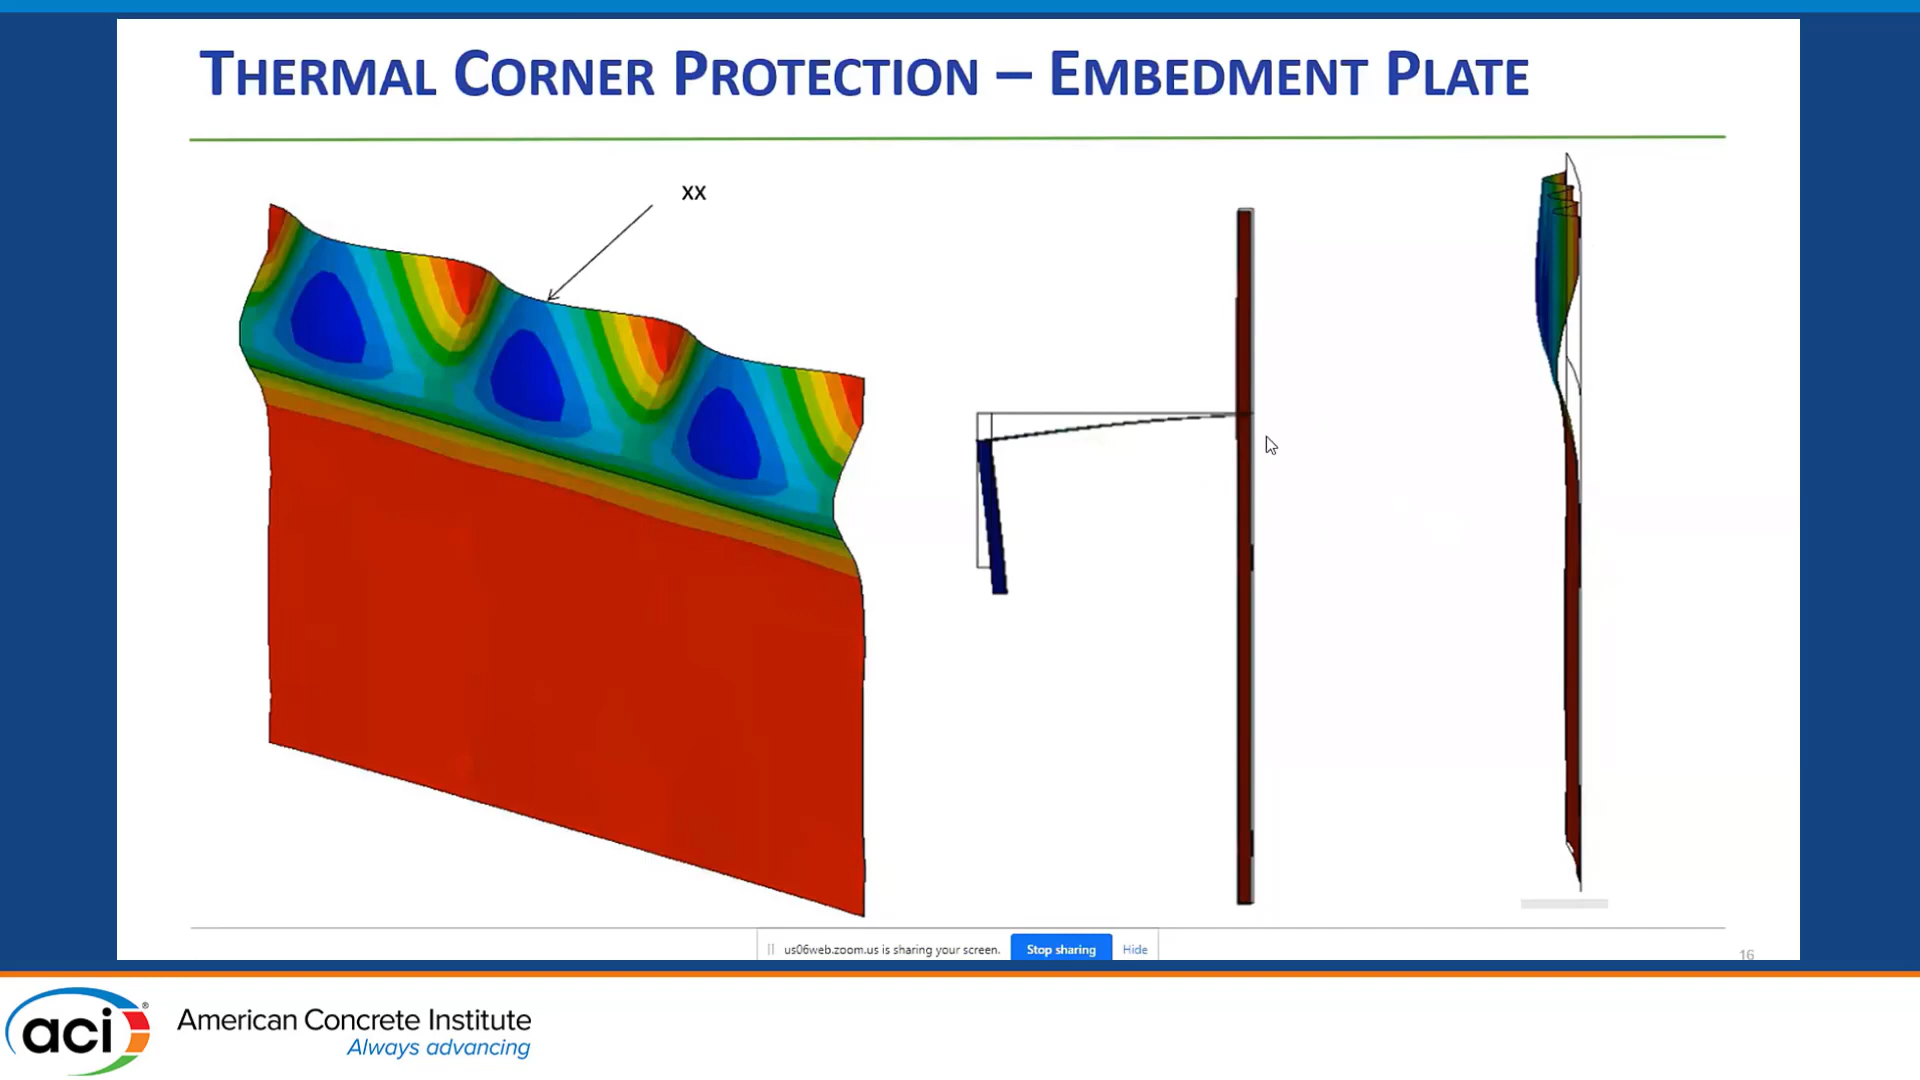 THERMAL CORNER PROTECTION – EMBEDMENT PLATE
XX
us06web.zoom.us is sharing your screen. Stop sharing Hide
16
aci® American Concrete Institute
Always advancing